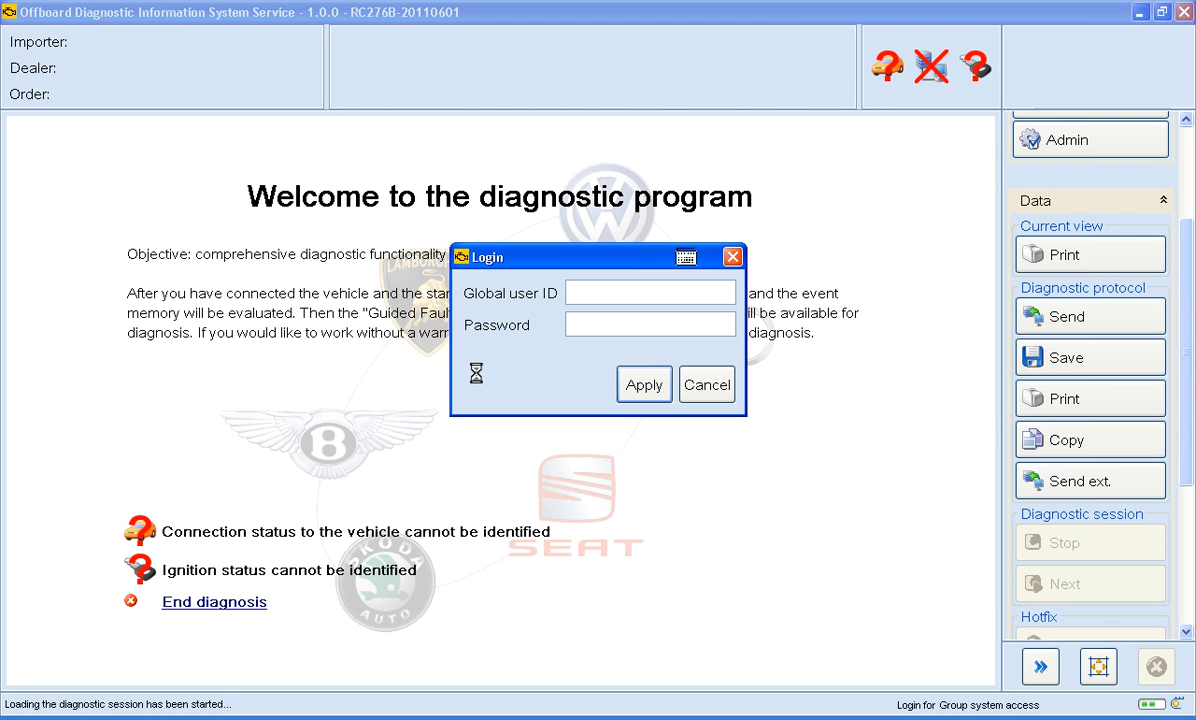 Offboard Diagnostic Information System Service - 1.0.0 - RC276B-20110601
Importer:
Dealer:
Order:
Admin
Data
Current view
Print
Diagnostic protocol
Send
Save
Print
Copy
Send ext.
Diagnostic session
Stop
Next
Hotfix
Welcome to the diagnostic program
Objective: comprehensive diagnostic functionality
After you have connected the vehicle and the and the event
memory will be evaluated. Then the "Guided be available for
diagnosis. If you would like to work without a diagnosis.
Login
Global user ID
Password
Apply
Cancel
B
SEAT
ŠKODA
AUTO
Connection status to the vehicle cannot be identified
Ignition status cannot be identified
End diagnosis
Loading the diagnostic session has been started...
Login for Group system access